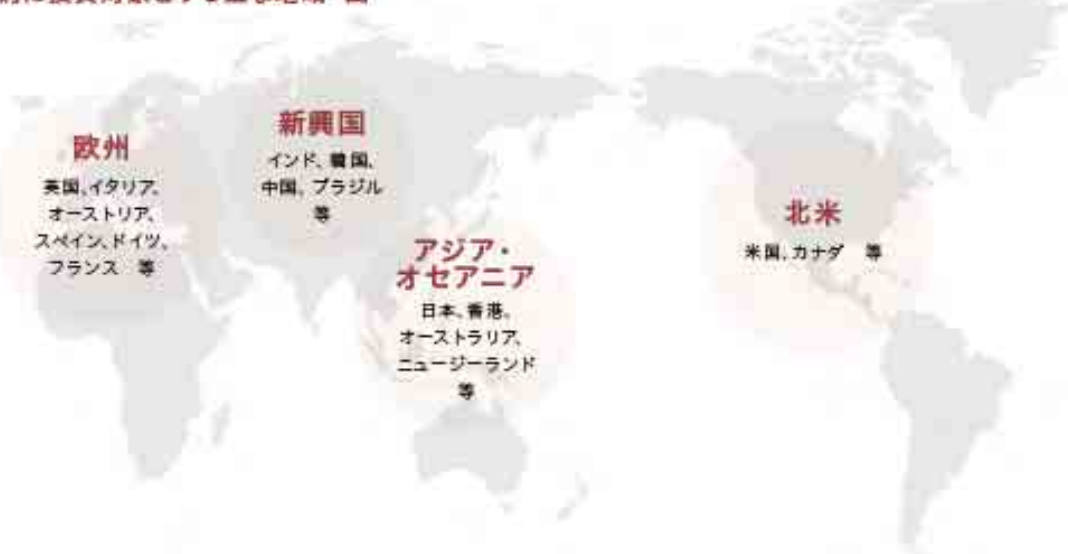 欧州
英国、イタリア、
オーストリア、
スペイン、ドイツ、
フランス 等
新興国
インド、韓国、
中国、ブラジル
等
アジア・
オセアニア
日本、香港、
オーストラリア、
ニュージーランド
等
北米
米国、カナダ 等